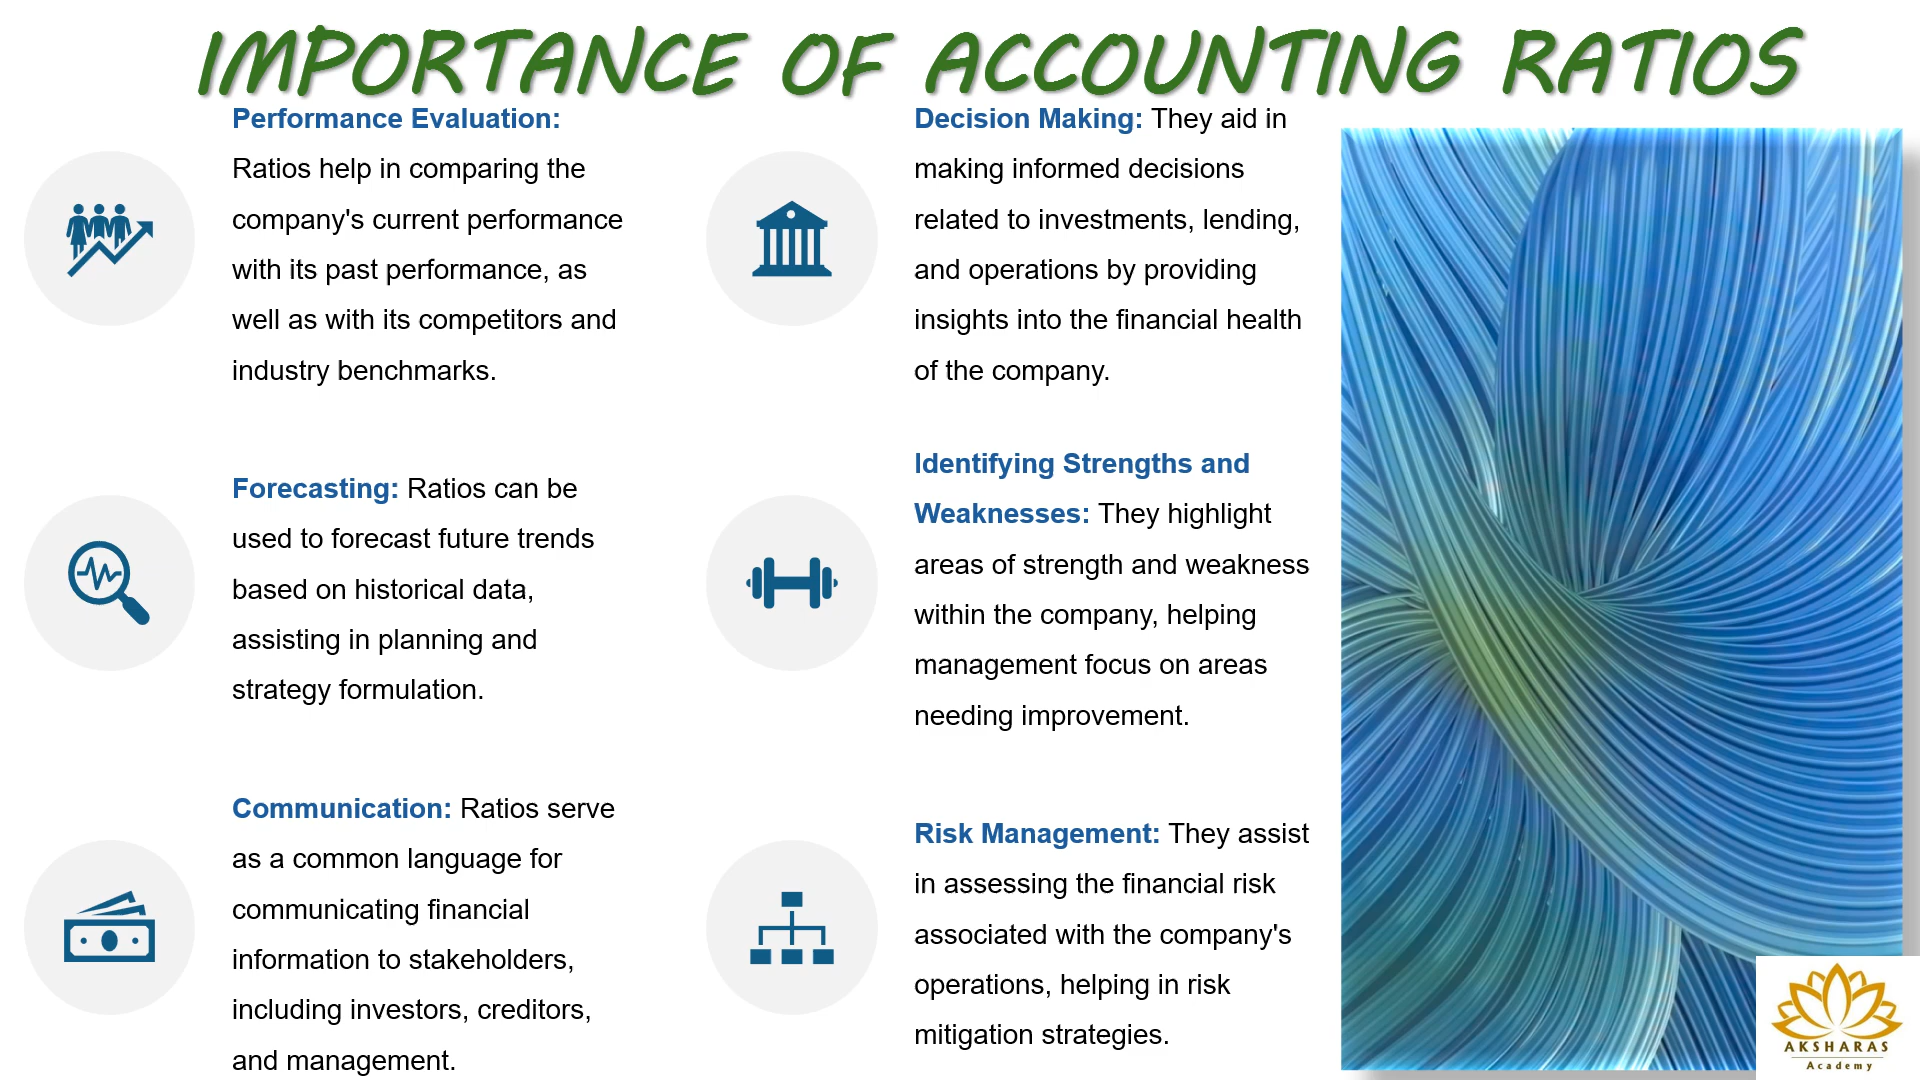 IMPORTANCE OF ACCOUNTING RATIOS
Performance Evaluation:
Ratios help in comparing the
company's current performance
with its past performance, as
well as with its competitors and
industry benchmarks.
Decision Making: They aid in
making informed decisions
related to investments, lending,
and operations by providing
insights into the financial health
of the company.
Forecasting: Ratios can be
used to forecast future trends
based on historical data,
assisting in planning and
strategy formulation.
Identifying Strengths and
Weaknesses: They highlight
areas of strength and weakness
within the company, helping
management focus on areas
needing improvement.
Communication: Ratios serve
as a common language for
communicating financial
information to stakeholders,
including investors, creditors,
and management.
Risk Management: They assist
in assessing the financial risk
associated with the company's
operations, helping in risk
mitigation strategies.
AKSHARAS
Academy